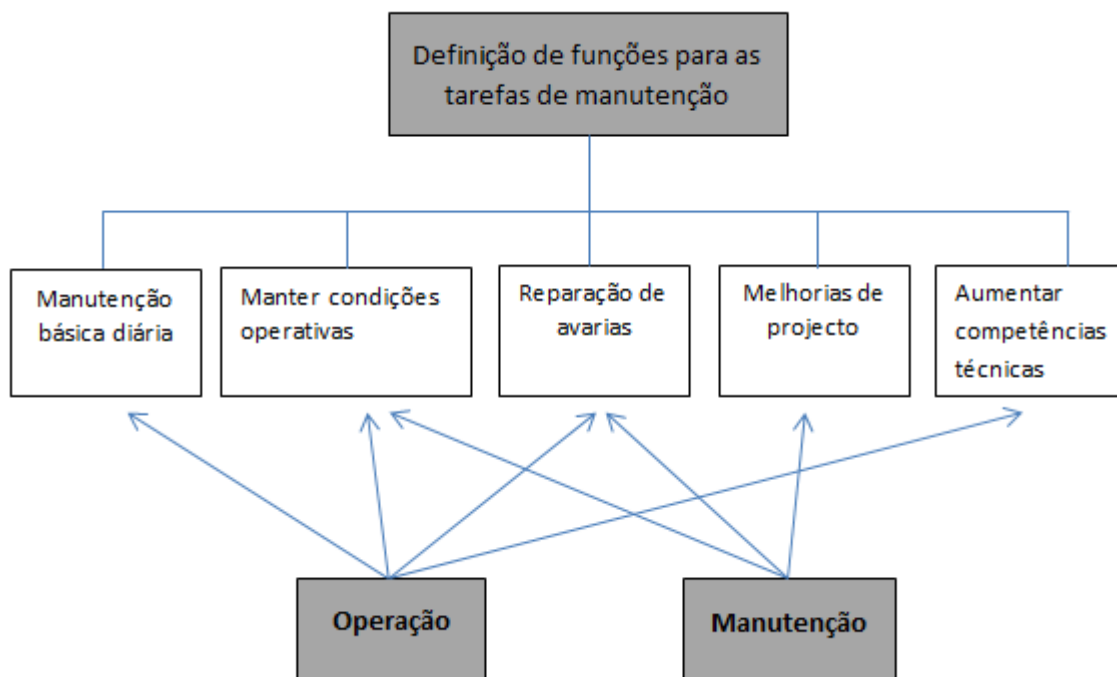 Definição de funções para as
tarefas de manutenção
Manutenção
básica diária
Manter condições
operativas
Reparação de
avarias
Melhorias de
projecto
Aumentar
competências
técnicas
Operação
Manutenção